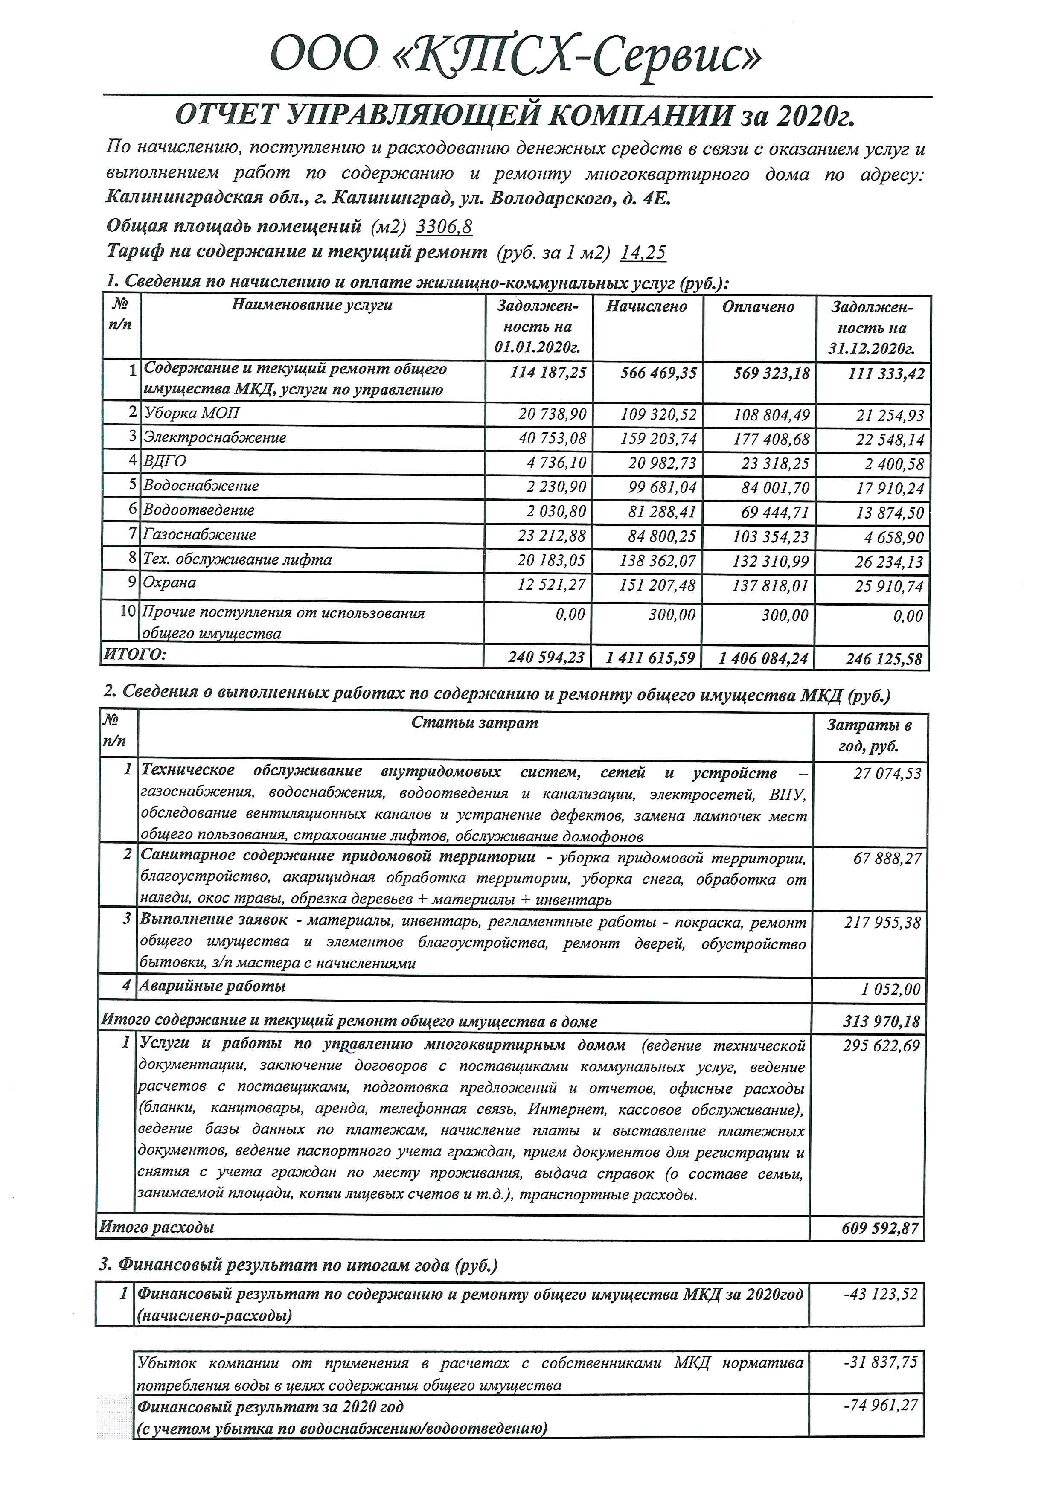 ООО «КТСХ-Сервис»
ОТЧЕТ УПРАВЛЯЮЩЕЙ КОМПАНИИ за 2020г.
По начислению, поступлению и расходованию денежных средств в связи с оказанием услуг и
выполнением работ по содержанию и ремонту многоквартирного дома по адресу:
Калининградская обл., г. Калининград, ул. Володарского, д. 4Е.
Общая площадь помещений (м2) 3306,8
Тариф на содержание и текущий ремонт (руб. за 1 м2) 14,25
1. Сведения по начислению и оплате жилищно-коммунальных услуг (руб.):
№ п/п Наименование услуги Задолжен-ность на 01.01.2020г. Начислено Оплачено Задолжен-ность на 31.12.2020г.
1 Содержание и текущий ремонт общего имущества МКД, услуги по управлению 114 187,25 566 469,35 569 323,18 111 333,42
2 Уборка МОП 20 738,90 109 320,52 108 804,49 21 254,93
3 Электроснабжение 40 753,08 159 203,74 177 408,68 22 548,14
4 ВДГО 4 736,10 20 982,73 23 318,25 2 400,58
5 Водоснабжение 2 230,90 99 681,04 84 001,70 17 910,24
6 Водоотведение 2 030,80 81 288,41 69 444,71 13 874,50
7 Газоснабжение 23 212,88 84 800,25 103 354,23 4 658,90
8 Тех. обслуживание лифта 20 183,05 138 362,07 132 310,99 26 234,13
9 Охрана 12 521,27 151 207,48 137 818,01 25 910,74
10 Прочие поступления от использования общего имущества 0,00 300,00 300,00 0,00
ИТОГО: 240 594,23 1 411 615,59 1 406 084,24 246 125,58
2. Сведения о выполненных работах по содержанию и ремонту общего имущества МКД (руб.)
№ п/п Статьи затрат Затраты в год, руб.
1 Техническое обслуживание внутридомовых систем, сетей и устройств – 27 074,53
газоснабжения, водоснабжения, водоотведения и канализации, электросетей, ВПУ,
обследование вентиляционных каналов и устранение дефектов, замена лампочек мест
общего пользования, страхование лифтов, обслуживание домофонов
2 Санитарное содержание придомовой территории - уборка придомовой территории, 67 888,27
благоустройство, акарицидная обработка территории, уборка снега, обработка от
наледи, окос травы, обрезка деревьев + материалы + инвентарь
3 Выполнение заявок - материалы, инвентарь, регламентные работы - покраска, ремонт 217 955,38
общего имущества и элементов благоустройства, ремонт дверей, обустройство
бытовки, з/п мастера с начислениями
4 Аварийные работы 1 052,00
Итого содержание и текущий ремонт общего имущества в доме 313 970,18
1 Услуги и работы по управлению многоквартирным домом (ведение технической 295 622,69
документации, заключение договоров с поставщиками коммунальных услуг, ведение
расчетов с поставщиками, подготовка предложений и отчетов, офисные расходы
(бланки, канцтовары, аренда, телефонная связь, Интернет, кассовое обслуживание),
ведение базы данных по платежам, начисление платы и выставление платежных
документов, ведение паспортного учета граждан, прием документов для регистрации и
снятия с учета граждан по месту проживания, выдача справок (о составе семьи,
занимаемой площади, копии лицевых счетов и т.д.), транспортные расходы.
Итого расходы 609 592,87
3. Финансовый результат по итогам года (руб.)
1 Финансовый результат по содержанию и ремонту общего имущества МКД за 2020год -43 123,52
(начислено-расходы)
Убыток компании от применения в расчетах с собственниками МКД норматива -31 837,75
потребления воды в целях содержания общего имущества
Финансовый результат за 2020 год -74 961,27
(с учетом убытка по водоснабжению/водоотведению)